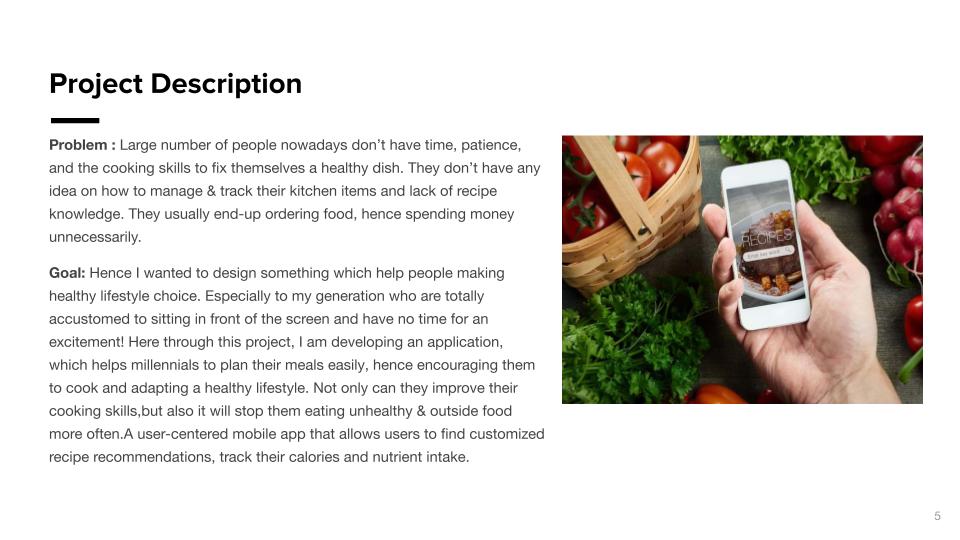 Project Description
Problem : Large number of people nowadays don’t have time, patience,
and the cooking skills to fix themselves a healthy dish. They don’t have any
idea on how to manage & track their kitchen items and lack of recipe
knowledge. They usually end-up ordering food, hence spending money
unnecessarily.
Goal: Hence I wanted to design something which help people making
healthy lifestyle choice. Especially to my generation who are totally
accustomed to sitting in front of the screen and have no time for an
excitement! Here through this project, I am developing an application,
which helps millennials to plan their meals easily, hence encouraging them
to cook and adapting a healthy lifestyle. Not only can they improve their
cooking skills,but also it will stop them eating unhealthy & outside food
more often.A user-centered mobile app that allows users to find customized
recipe recommendations, track their calories and nutrient intake.
RECIPES
5